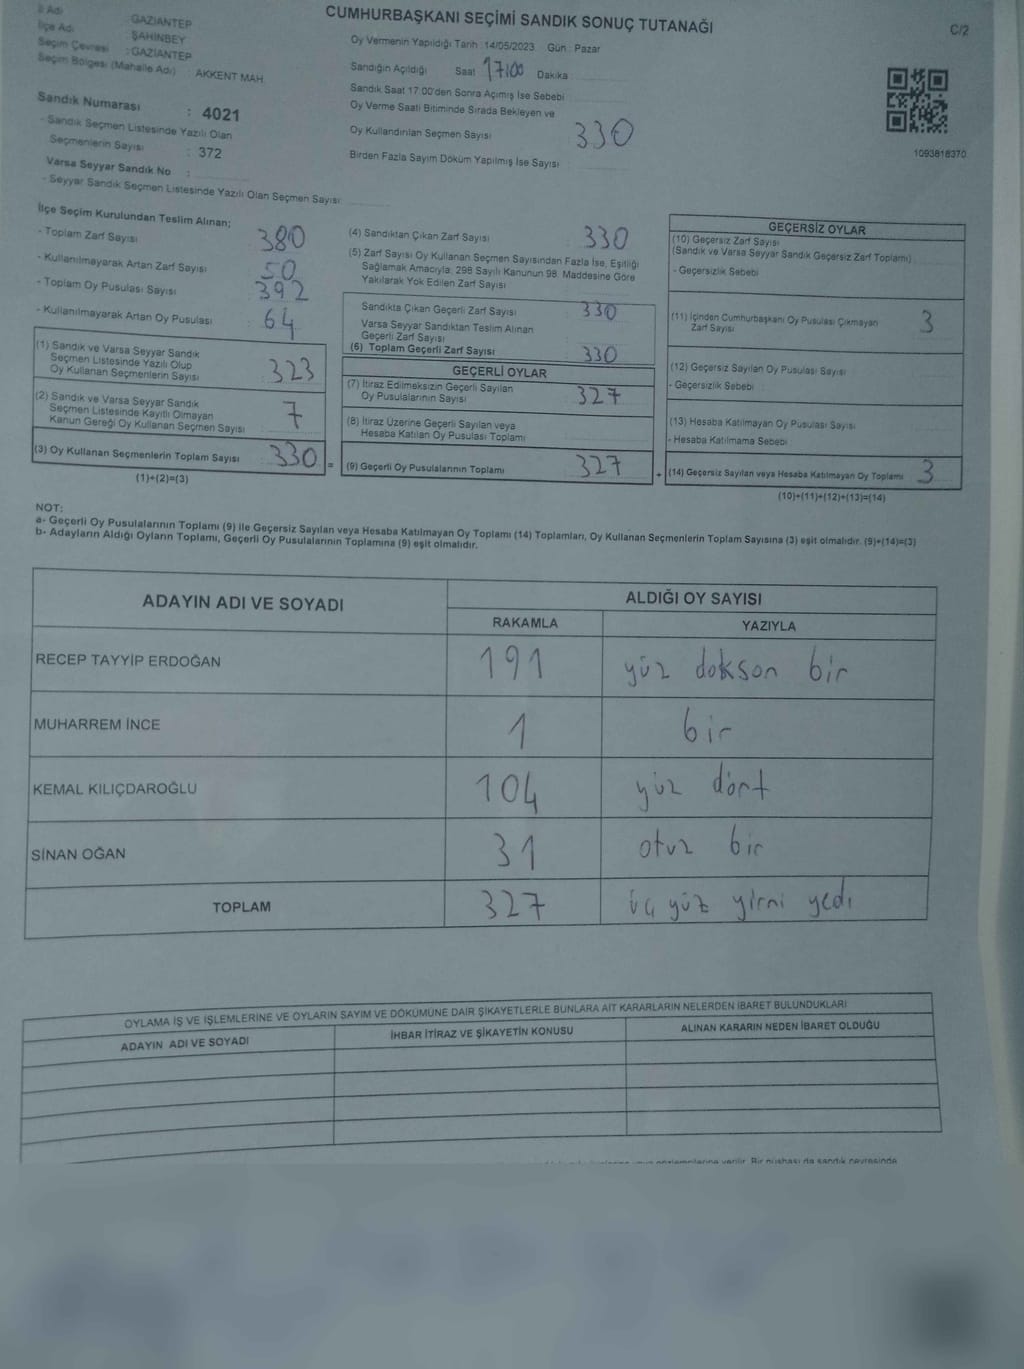 İl Adı : GAZİANTEP
İlçe Adı : ŞAHİNBEY
Seçim Çevresi : GAZİANTEP
Seçim Bölgesi (Mahalle Adı) : AKKENT MAH.
Sandık Numarası : 4021
- Sandık Seçmen Listesinde Yazılı Olan
Seçmenlerin Sayısı : 372
Varsa Seyyar Sandık No :
- Seyyar Sandık Seçmen Listesinde Yazılı Olan Seçmen Sayısı:
CUMHURBAŞKANI SEÇİMİ SANDIK SONUÇ TUTANAĞI
C/2
Oy Vermenin Yapıldığı Tarih : 14/05/2023 Gün : Pazar
Sandığın Açıldığı Saat 17:00 Dakika
Sandık Saat 17:00'den Sonra Açımış İse Sebebi
Oy Verme Saati Bitiminde Sırada Bekleyen ve
Oy Kullandırılan Seçmen Sayısı 330
Birden Fazla Sayım Döküm Yapılmış İse Sayısı
1093818370
İlçe Seçim Kurulundan Teslim Alınan;
- Toplam Zarf Sayısı : 380
- Kullanılmayarak Artan Zarf Sayısı : 50
- Toplam Oy Pusulası Sayısı : 392
- Kullanılmayarak Artan Oy Pusulası : 64
(1) Sandık ve Varsa Seyyar Sandık
Seçmen Listesinde Yazılı Olup
Oy Kullanan Seçmenlerin Sayısı : 323
(2) Sandık ve Varsa Seyyar Sandık
Seçmen Listesinde Kayıtlı Olmayan
Kanun Gereği Oy Kullanan Seçmen Sayısı : 7
(3) Oy Kullanan Seçmenlerin Toplam Sayısı : 330 =
(1)+(2)=(3)
(4) Sandıktan Çıkan Zarf Sayısı : 330
(5) Zarf Sayısı Oy Kullanan Seçmen Sayısından Fazla İse, Eşitliği
Sağlamak Amacıyla, 298 Sayılı Kanunun 98. Maddesine Göre
Yakılarak Yok Edilen Zarf Sayısı
Sandıkta Çıkan Geçerli Zarf Sayısı : 330
Varsa Seyyar Sandıktan Teslim Alınan
Geçerli Zarf Sayısı
(6) Toplam Geçerli Zarf Sayısı : 330
GEÇERLİ OYLAR
(7) İtiraz Edilmeksizin Geçerli Sayılan
Oy Pusulalarının Sayısı : 327
(8) İtiraz Üzerine Geçerli Sayılan veya
Hesaba Katılan Oy Pusulası Toplamı
(9) Geçerli Oy Pusulalarının Toplamı : 327 +
GEÇERSİZ OYLAR
(10) Geçersiz Zarf Sayısı
(Sandık ve Varsa Seyyar Sandık Geçersiz Zarf Toplamı)
- Geçersizlik Sebebi
(11) İçinden Cumhurbaşkanı Oy Pusulası Çıkmayan
Zarf Sayısı 3
(12) Geçersiz Sayılan Oy Pusulası Sayısı
- Geçersizlik Sebebi
(13) Hesaba Katılmayan Oy Pusulası Sayısı
- Hesaba Katılmama Sebebi
(14) Geçersiz Sayılan veya Hesaba Katılmayan Oy Toplamı 3
(10)+(11)+(12)+(13)=(14)
NOT:
a- Geçerli Oy Pusulalarının Toplamı (9) ile Geçersiz Sayılan veya Hesaba Katılmayan Oy Toplamı (14) Toplamları, Oy Kullanan Seçmenlerin Toplam Sayısına (3) eşit olmalıdır. (9)+(14)=(3)
b- Adayların Aldığı Oyların Toplamı, Geçerli Oy Pusulalarının Toplamına (9) eşit olmalıdır.
ADAYIN ADI VE SOYADI ALDIĞI OY SAYISI
RAKAMLA YAZIYLA
RECEP TAYYİP ERDOĞAN 191 yüz dokson bir
MUHARREM İNCE 1 bir
KEMAL KILIÇDAROĞLU 104 yüz dört
SİNAN OĞAN 31 otuz bir
TOPLAM 327 üç yüz yirmi yedi
OYLAMA İŞ VE İŞLEMLERİNE VE OYLARIN SAYIM VE DÖKÜMÜNE DAİR ŞİKAYETLERLE BUNLARA AİT KARARLARIN NELERDEN İBARET BULUNDUKLARI
ADAYIN ADI VE SOYADI İHBAR İTİRAZ VE ŞİKAYETİN KONUSU ALINAN KARARIN NEDEN İBARET OLDUĞU
verilir. Bir nüshası da sandık çevresinde